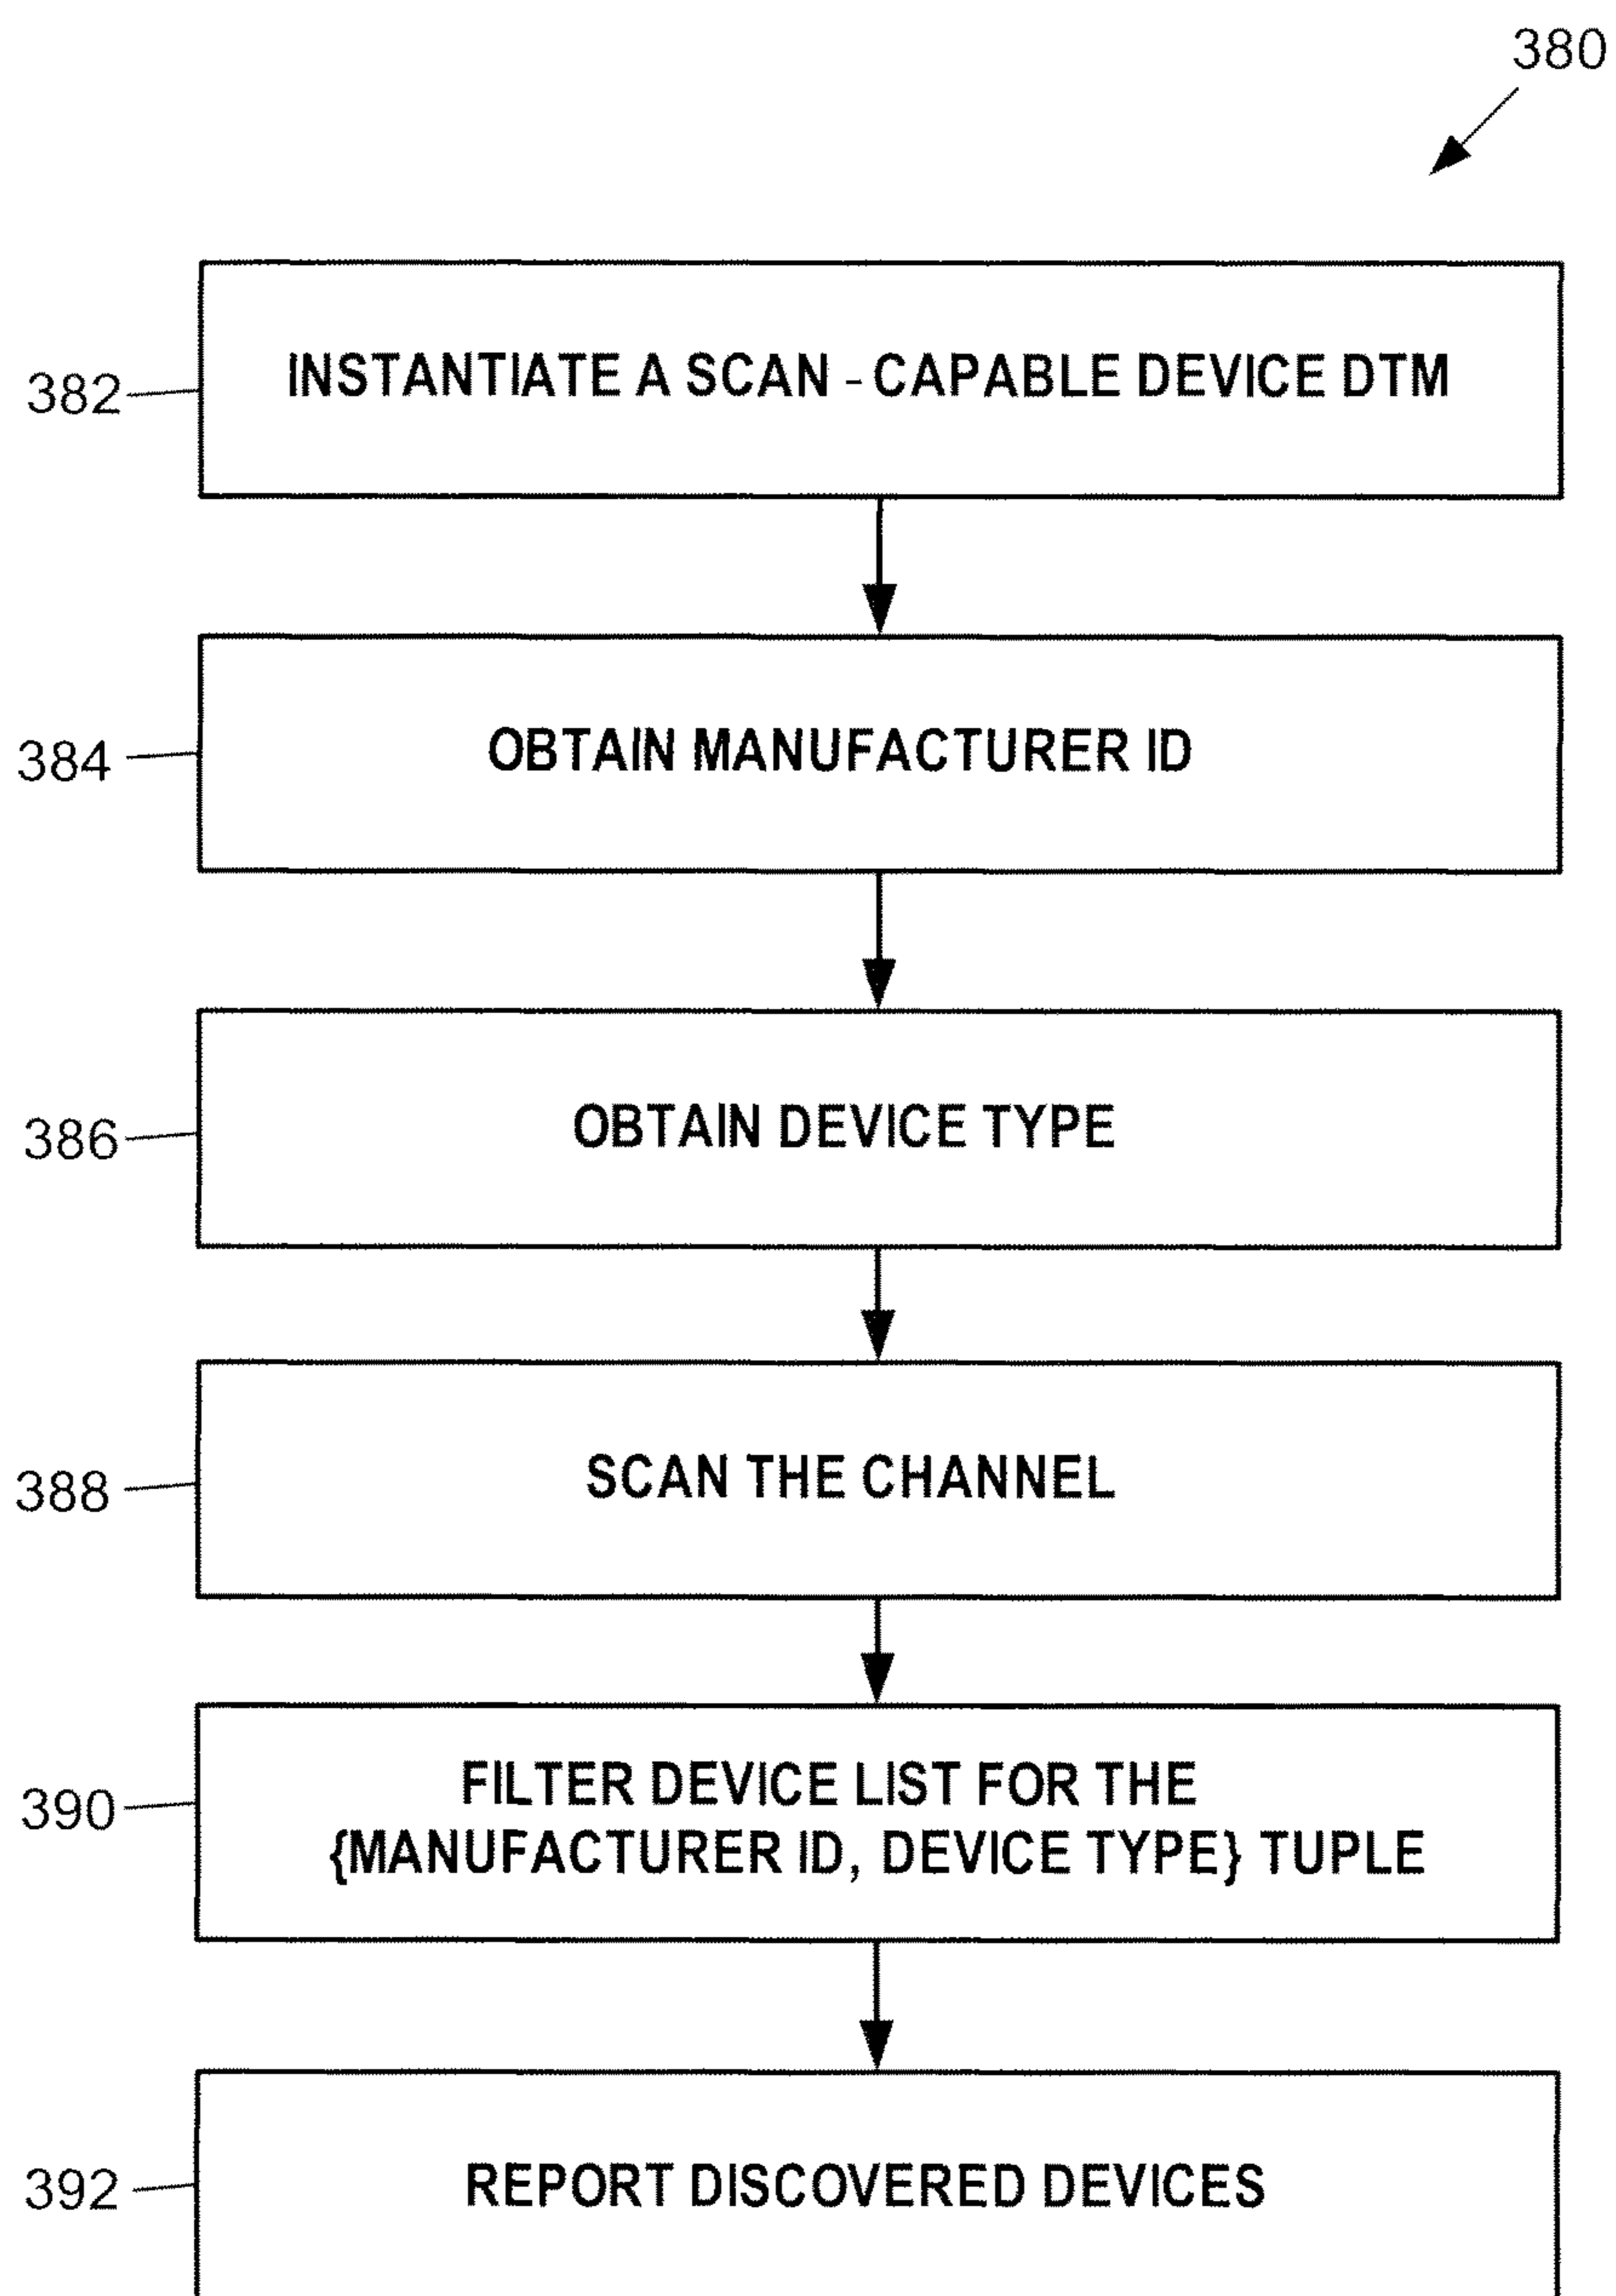 380
382
INSTANTIATE A SCAN - CAPABLE DEVICE DTM
384
OBTAIN MANUFACTURER ID
386
OBTAIN DEVICE TYPE
388
SCAN THE CHANNEL
390
FILTER DEVICE LIST FOR THE
{MANUFACTURER ID, DEVICE TYPE} TUPLE
392
REPORT DISCOVERED DEVICES